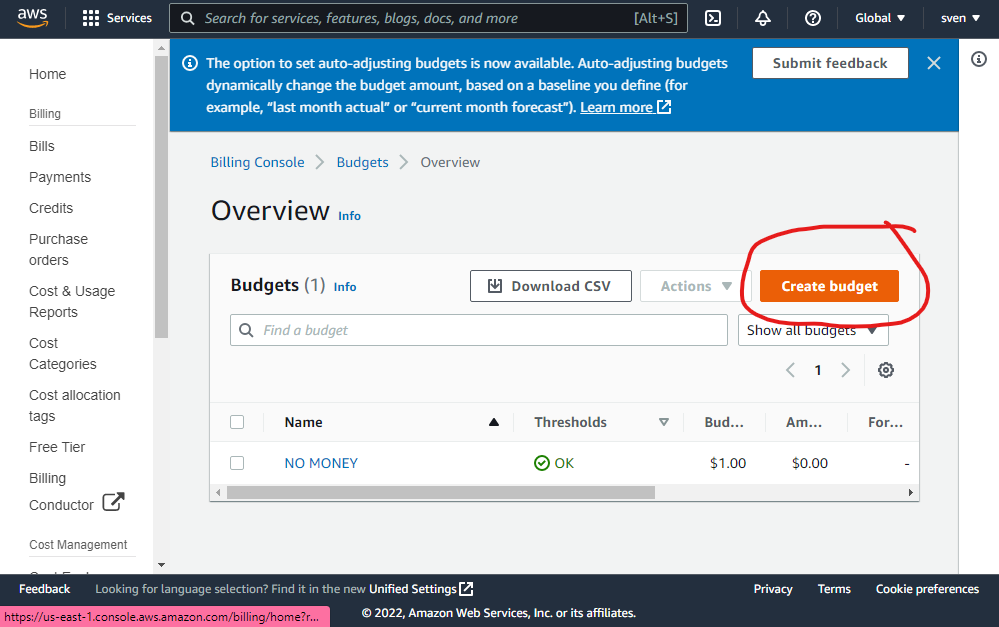 aws
Services
Search for services, features, blogs, docs, and more
[Alt+S]
Global
sven
Home
Billing
Bills
Payments
Credits
Purchase
orders
Cost & Usage
Reports
Cost
Categories
Cost allocation
tags
Free Tier
Billing
Conductor
Cost Management
The option to set auto-adjusting budgets is now available. Auto-adjusting budgets
dynamically change the budget amount, based on a baseline you define (for
example, “last month actual” or “current month forecast”). Learn more
Submit feedback
Billing Console
Budgets
Overview
Overview Info
Budgets (1) Info
Download CSV
Actions
Create budget
Find a budget
Show all budgets
1
Name
Thresholds
Bud...
Am...
For...
NO MONEY
OK
$1.00
$0.00
-
Feedback
Looking for language selection? Find it in the new Unified Settings
Privacy
Terms
Cookie preferences
https://us-east-1.console.aws.amazon.com/billing/home?r...
© 2022, Amazon Web Services, Inc. or its affiliates.